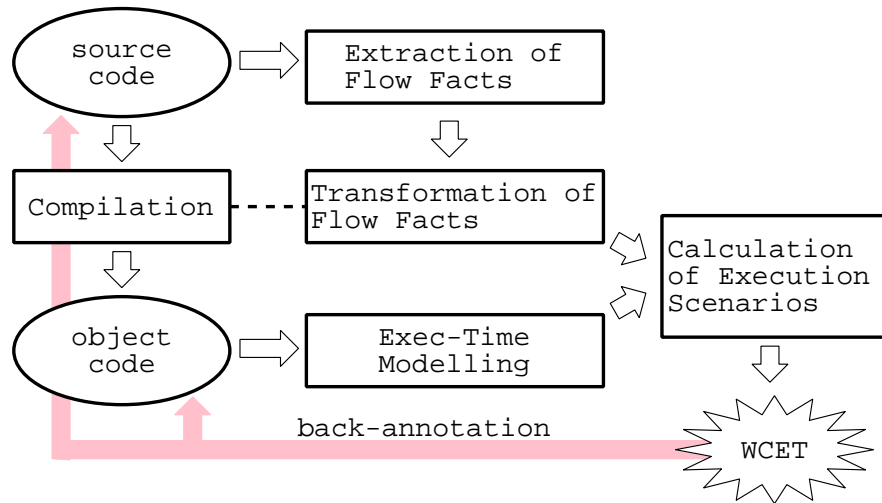 source
code
Extraction of
Flow Facts
Compilation
Transformation of
Flow Facts
Calculation
of Execution
Scenarios
object
code
Exec-Time
Modelling
back-annotation
WCET